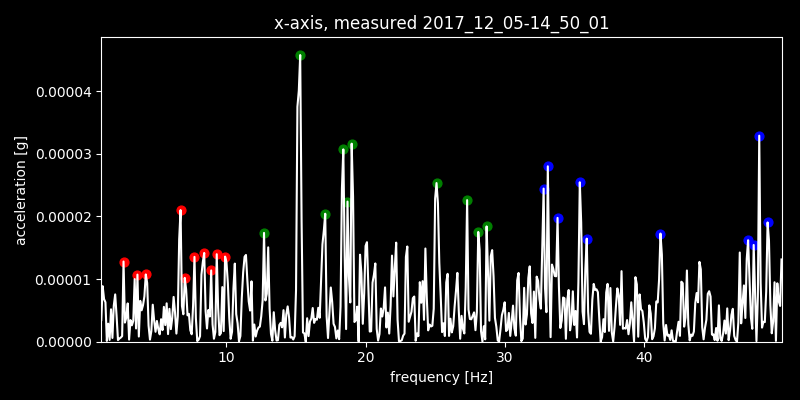 x-axis, measured 2017_12_05-14_50_01
acceleration [g]
0.00004
0.00003
0.00002
0.00001
0.00000
10 20 30 40
frequency [Hz]